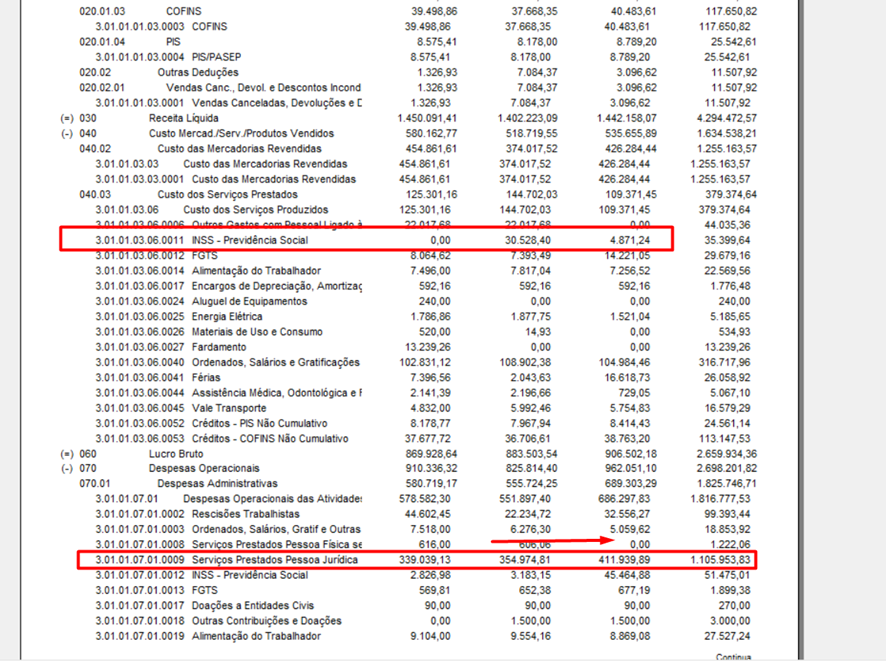 020.01.03 COFINS 39.498,86 37.668,35 40.483,61 117.650,82
3.01.01.01.03.0003 COFINS 39.498,86 37.668,35 40.483,61 117.650,82
020.01.04 PIS 8.575,41 8.178,00 8.789,20 25.542,61
3.01.01.01.03.0004 PIS/PASEP 8.575,41 8.178,00 8.789,20 25.542,61
020.02 Outras Deduções 1.326,93 7.084,37 3.096,62 11.507,92
020.02.01 Vendas Canc., Devol. e Descontos Incond 1.326,93 7.084,37 3.096,62 11.507,92
3.01.01.01.03.0001 Vendas Canceladas, Devoluções e D 1.326,93 7.084,37 3.096,62 11.507,92
(=) 030 Receita Líquida 1.450.091,41 1.402.223,09 1.442.158,07 4.294.472,57
(-) 040 Custo Mercad./Serv./Produtos Vendidos 580.162,77 518.719,55 535.655,89 1.634.538,21
040.02 Custo das Mercadorias Revendidas 454.861,61 374.017,52 426.284,44 1.255.163,57
3.01.01.03.03 Custo das Mercadorias Revendidas 454.861,61 374.017,52 426.284,44 1.255.163,57
3.01.01.03.03.0001 Custo das Mercadorias Revendidas 454.861,61 374.017,52 426.284,44 1.255.163,57
040.03 Custo dos Serviços Prestados 125.301,16 144.702,03 109.371,45 379.374,64
3.01.01.03.06 Custo dos Serviços Produzidos 125.301,16 144.702,03 109.371,45 379.374,64
3.01.01.03.06.0006 Outros Gastos com Pessoal Ligado à 22.017,68 22.017,68 0,00 44.035,36
3.01.01.03.06.0011 INSS - Previdência Social 0,00 30.528,40 4.871,24 35.399,64
3.01.01.03.06.0012 FGTS 8.064,62 7.393,49 14.221,05 29.679,16
3.01.01.03.06.0014 Alimentação do Trabalhador 7.496,00 7.817,04 7.256,52 22.569,56
3.01.01.03.06.0017 Encargos de Depreciação, Amortizaç 592,16 592,16 592,16 1.776,48
3.01.01.03.06.0024 Aluguel de Equipamentos 240,00 0,00 0,00 240,00
3.01.01.03.06.0025 Energia Elétrica 1.786,86 1.877,75 1.521,04 5.185,65
3.01.01.03.06.0026 Materiais de Uso e Consumo 520,00 14,93 0,00 534,93
3.01.01.03.06.0027 Fardamento 13.239,26 0,00 0,00 13.239,26
3.01.01.03.06.0040 Ordenados, Salários e Gratificações 102.831,12 108.902,38 104.984,46 316.717,96
3.01.01.03.06.0041 Férias 7.396,56 2.043,63 16.618,73 26.058,92
3.01.01.03.06.0044 Assistência Médica, Odontológica e F 2.141,39 2.196,66 729,05 5.067,10
3.01.01.03.06.0045 Vale Transporte 4.832,00 5.992,46 5.754,83 16.579,29
3.01.01.03.06.0052 Créditos - PIS Não Cumulativo 8.178,77 7.967,94 8.414,43 24.561,14
3.01.01.03.06.0053 Créditos - COFINS Não Cumulativo 37.677,72 36.706,61 38.763,20 113.147,53
(=) 060 Lucro Bruto 869.928,64 883.503,54 906.502,18 2.659.934,36
(-) 070 Despesas Operacionais 910.336,32 825.814,40 962.051,10 2.698.201,82
070.01 Despesas Administrativas 580.719,17 555.724,25 689.303,29 1.825.746,71
3.01.01.07.01 Despesas Operacionais das Atividades 578.582,30 551.897,40 686.297,83 1.816.777,53
3.01.01.07.01.0002 Rescisões Trabalhistas 44.602,45 22.234,72 32.556,27 99.393,44
3.01.01.07.01.0003 Ordenados, Salários, Gratif e Outras 7.518,00 6.276,30 5.059,62 18.853,92
3.01.01.07.01.0008 Serviços Prestados Pessoa Física se 616,00 606,06 0,00 1.222,06
3.01.01.07.01.0009 Serviços Prestados Pessoa Jurídica 339.039,13 354.974,81 411.939,89 1.105.953,83
3.01.01.07.01.0012 INSS - Previdência Social 2.826,98 3.183,15 45.464,88 51.475,01
3.01.01.07.01.0013 FGTS 569,81 652,38 677,19 1.899,38
3.01.01.07.01.0017 Doações a Entidades Civis 90,00 90,00 90,00 270,00
3.01.01.07.01.0018 Outras Contribuições e Doações 0,00 1.500,00 1.500,00 3.000,00
3.01.01.07.01.0019 Alimentação do Trabalhador 9.104,00 9.554,16 8.869,08 27.527,24
Continua